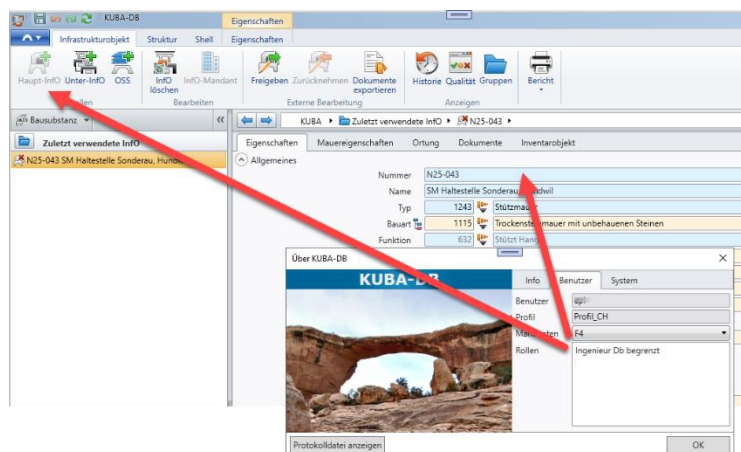 KUBA-DB
Eigenschaften
Infrastrukturobjekt Struktur Shell Eigenschaften
Haupt-InfO Unter-InfO OSS
InfO löschen InfO-Mandant
Freigeben Zurücknehmen Dokumente exportieren
Historie Qualität Gruppen Bericht
Bearbeiten Externe Bearbeitung Anzeigen
Bausubstanz
KUBA Zuletzt verwendete InfO N25-043
Zuletzt verwendete InfO
N25-043 SM Haltestelle Sonderau,
Eigenschaften Mauereigenschaften Ortung Dokumente Inventarobjekt
Allgemeines
Nummer N25-043
Name SM Haltestelle
Typ 1243 Stützmauer
Bauart 1115 Trockensteinmauer mit unbehauenen Steinen
Funktion 632 Stützt Hang
Über KUBA-DB
KUBA-DB
Info Benutzer System
Benutzer
Profil Profil_CH
Mandanten F4
Rollen Ingenieur Db begrenzt
Protokolldatei anzeigen OK